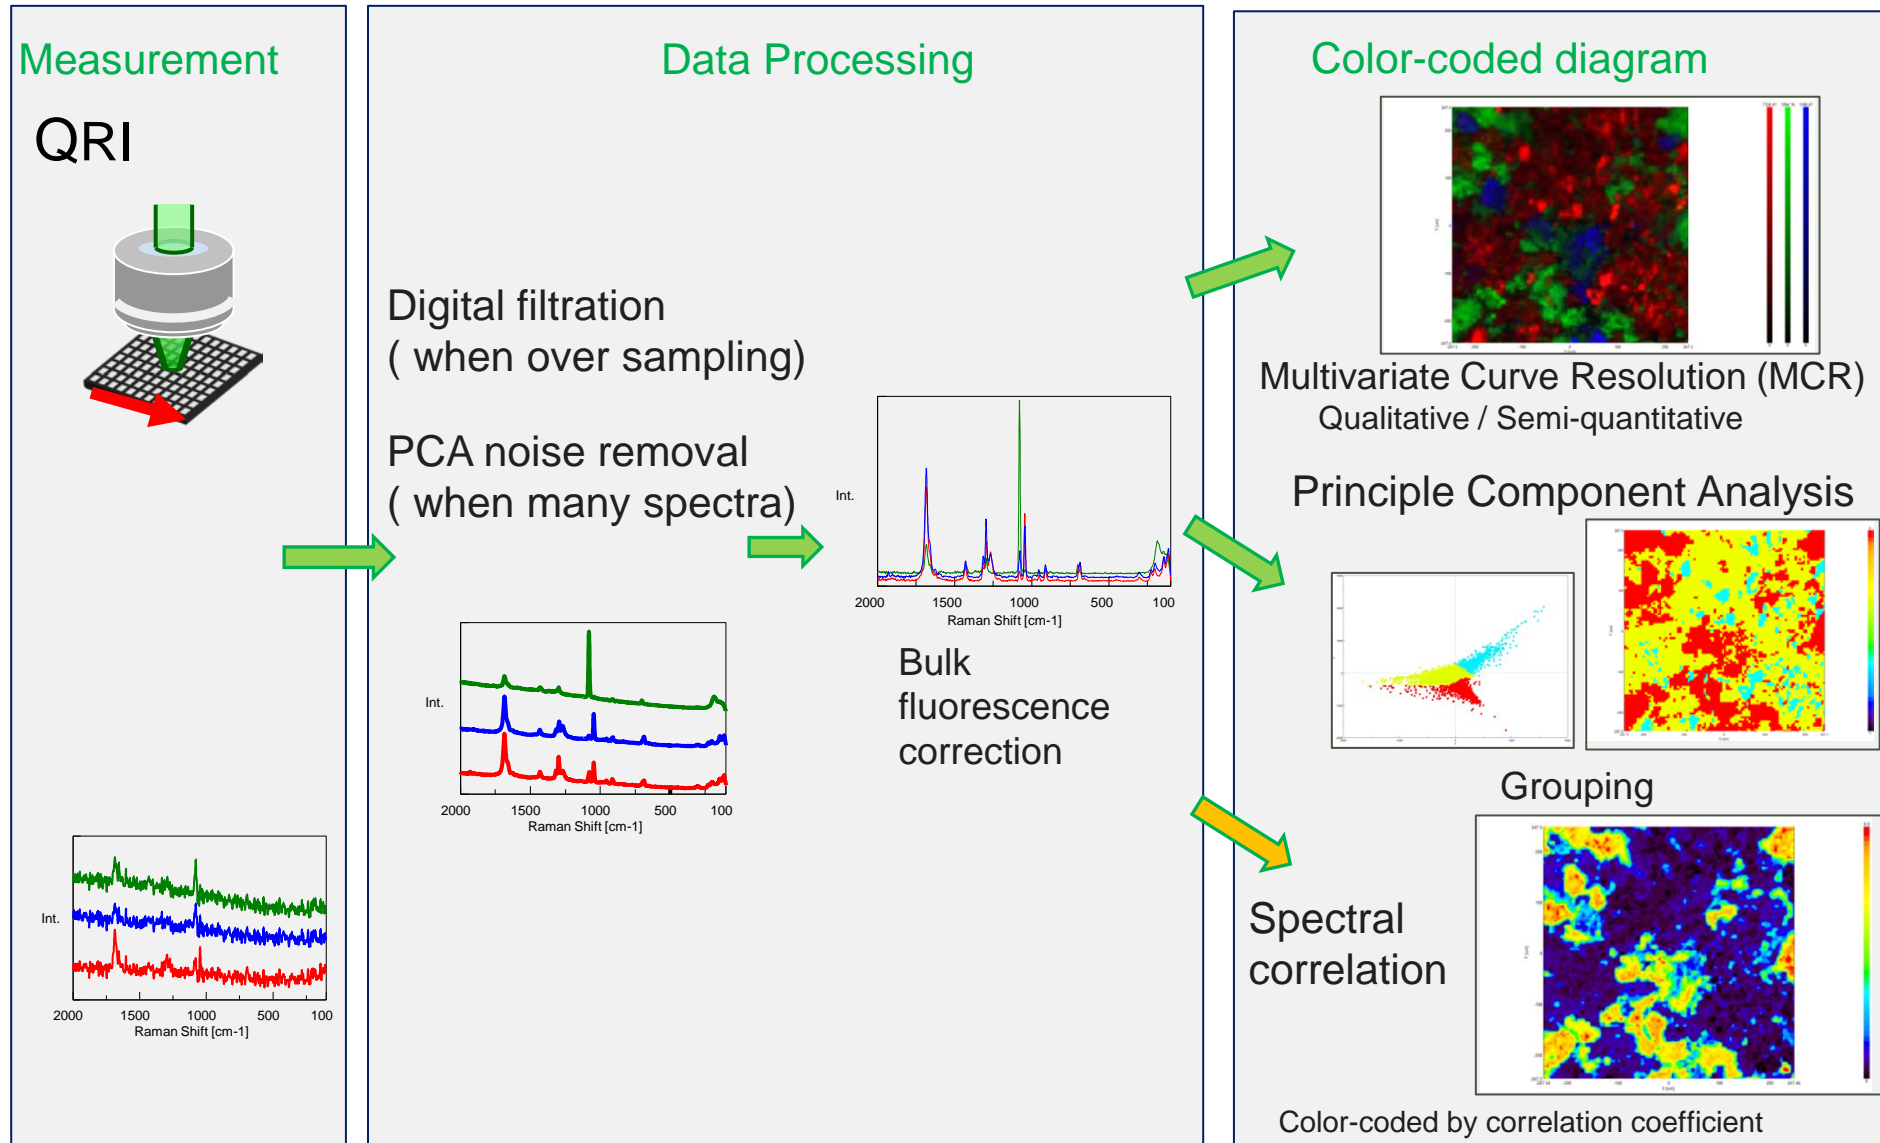 Measurement
QRI
Int.
2000 1500 1000 500 100
Raman Shift [cm-1]
Data Processing
Digital filtration
( when over sampling)
PCA noise removal
( when many spectra)
Int.
2000 1500 1000 500 100
Raman Shift [cm-1]
Int.
2000 1500 1000 500 100
Raman Shift [cm-1]
Bulk
fluorescence
correction
Color-coded diagram
Multivariate Curve Resolution (MCR)
Qualitative / Semi-quantitative
Principle Component Analysis
Grouping
Spectral
correlation
Color-coded by correlation coefficient